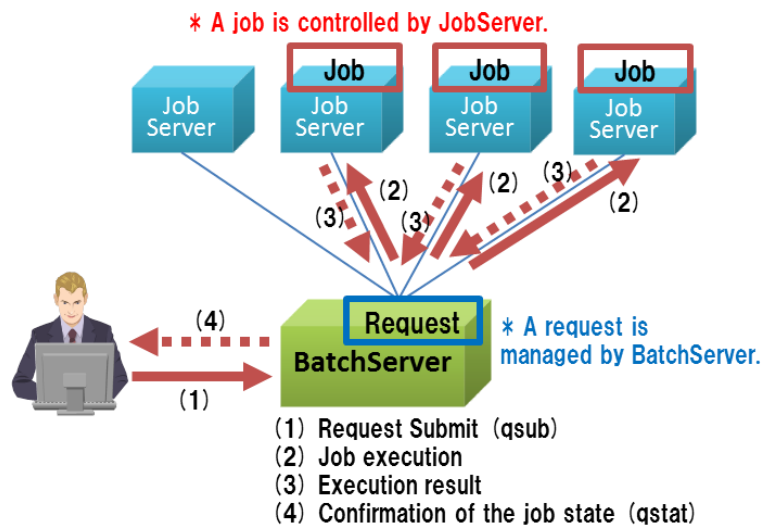 * A job is controlled by JobServer.
Job
Job
Job
Job
Server
Job
Server
Job
Server
Job
Server
(2)
(3)
(2)
(3)
(3)
(2)
Request
BatchServer
* A request is
managed by BatchServer.
(4)
(1)
(1) Request Submit (qsub)
(2) Job execution
(3) Execution result
(4) Confirmation of the job state (qstat)